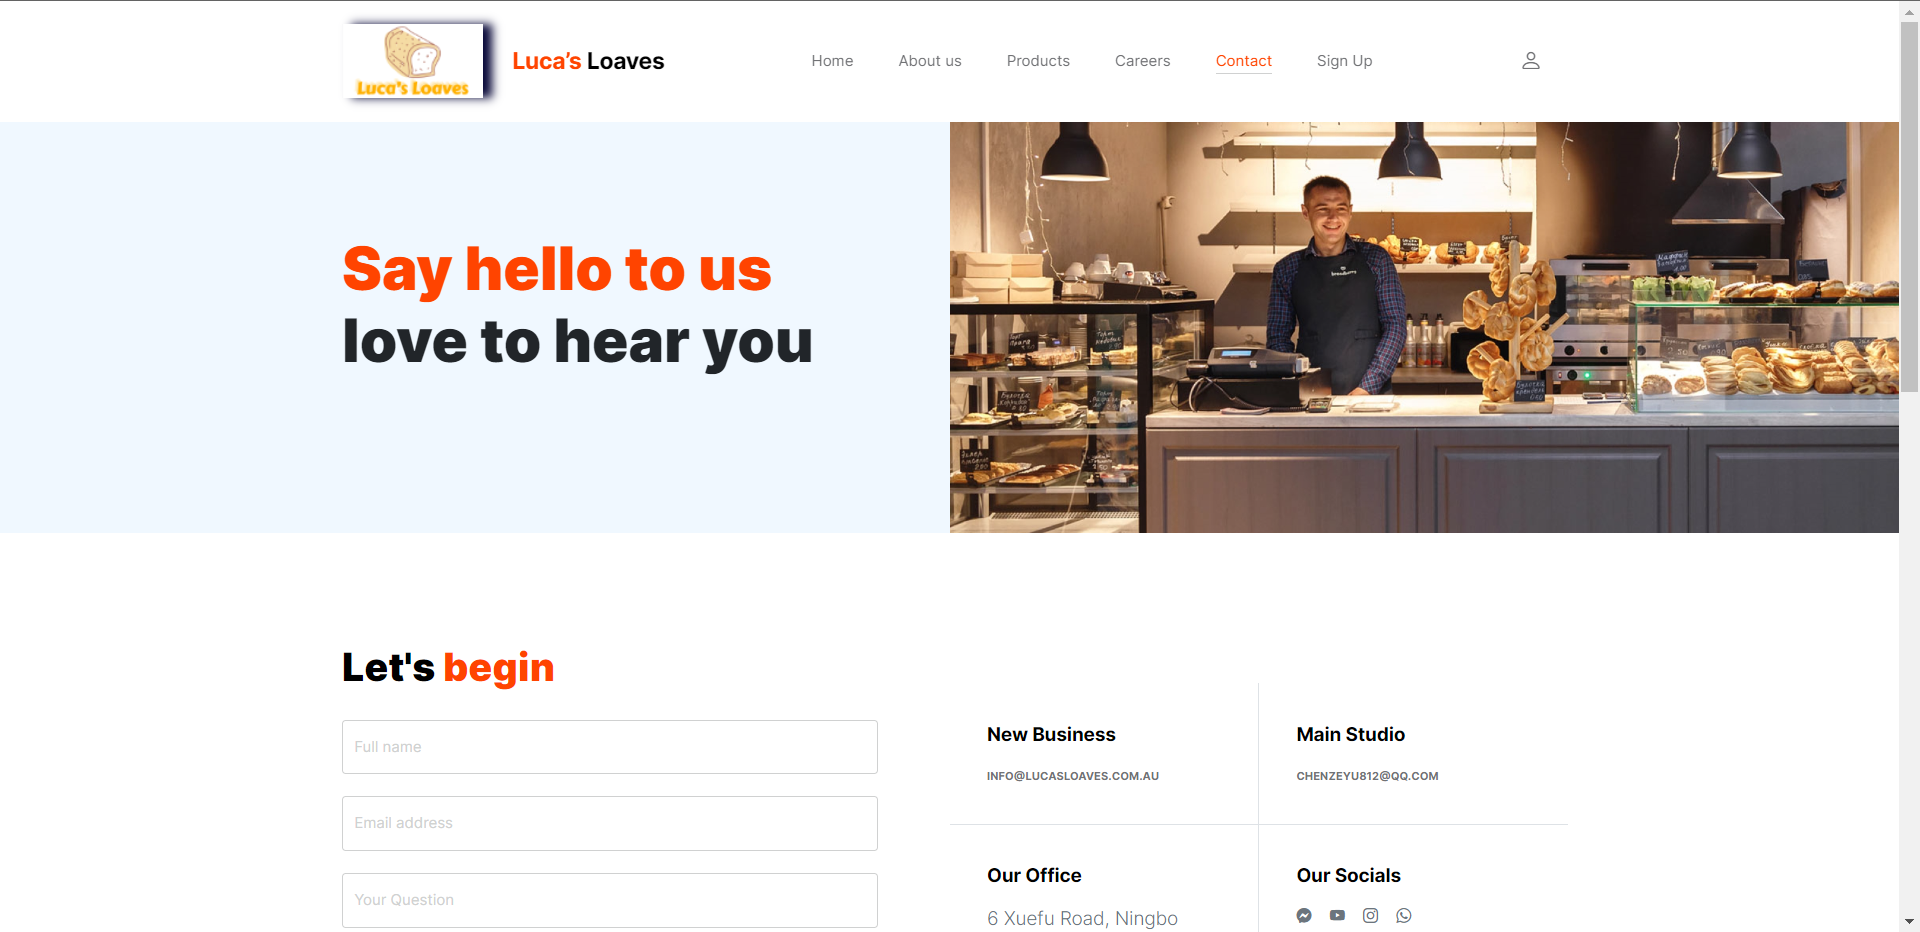 Luca's Loaves
Luca's Loaves
Home
About us
Products
Careers
Contact
Sign Up
Say hello to us
love to hear you
Let's begin
Full name
Email address
Your Question
New Business
INFO@LUCASLOAVES.COM.AU
Main Studio
CHENZEYU812@QQ.COM
Our Office
6 Xuefu Road, Ningbo
Our Socials